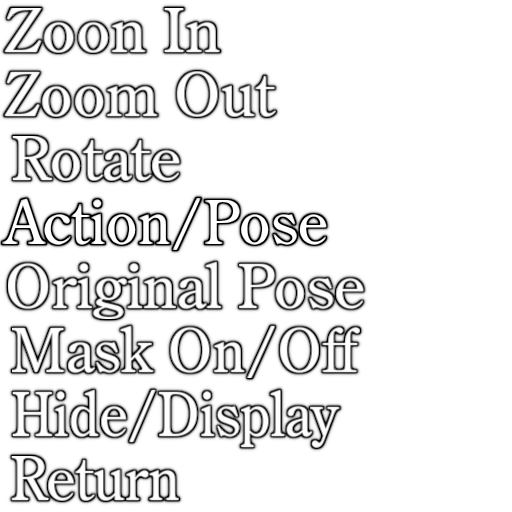 Zoon In
Zoom Out
Rotate
Action/Pose
Original Pose
Mask On/Off
Hide/Display
Return